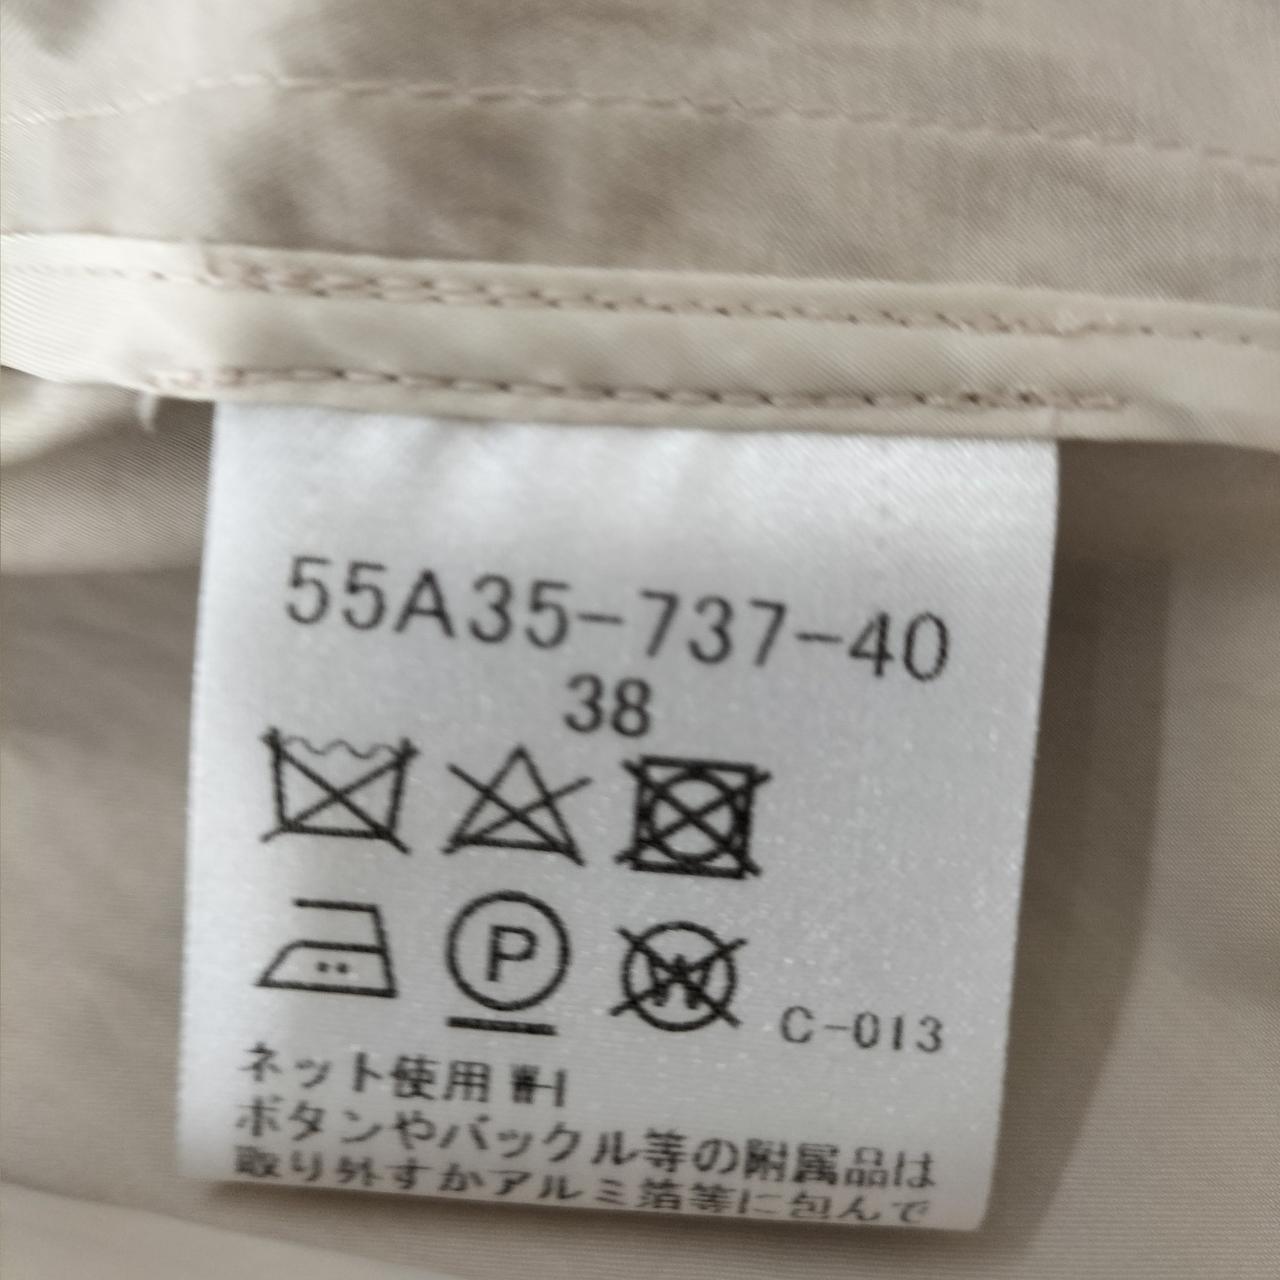 55A35-737-40
38
P
W
C-013
ネット使用
ボタンやバックル等の附属品は
取り外すかアルミ箔等に包んで